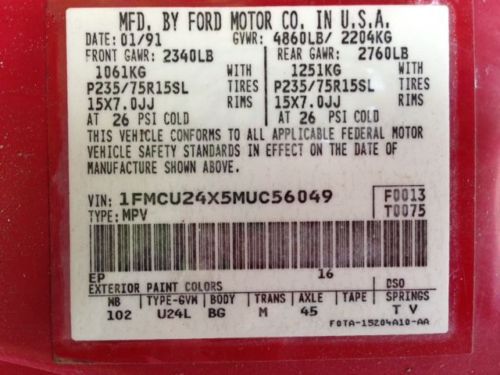 MFD. BY FORD MOTOR CO. IN U.S.A.
DATE: 01/91 GVWR: 4860LB/ 2204KG
FRONT GAWR: 2340LB REAR GAWR: 2760LB
1061KG WITH 1251KG WITH
P235/75R15SL TIRES P235/75R15SL TIRES
15X7.0JJ RIMS 15X7.0JJ RIMS
AT 26 PSI COLD AT 26 PSI COLD
THIS VEHICLE CONFORMS TO ALL APPLICABLE FEDERAL MOTOR
VEHICLE SAFETY STANDARDS IN EFFECT ON THE DATE OF
MANUFACTURE SHOWN ABOVE.
VIN: 1FMCU24X5MUC56049 F0013
TYPE: MPV T0075
EP 16
EXTERIOR PAINT COLORS DSO
WB TYPE-GVW BODY TRANS AXLE TAPE SPRINGS
102 U24L BG M 45 T V
F0TA-15204A10-AA